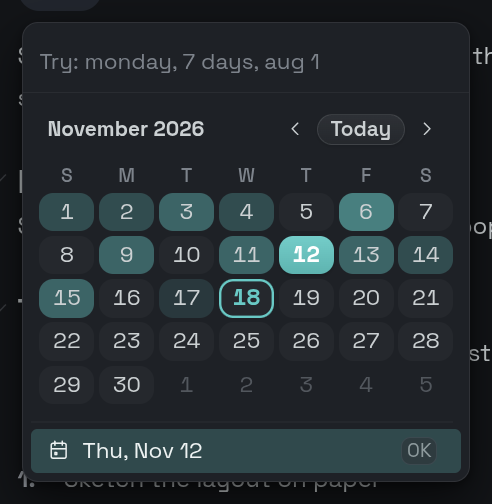 Try: monday, 7 days, aug 1
November 2026 Today
S M T W T F S
1 2 3 4 5 6 7
8 9 10 11 12 13 14
15 16 17 18 19 20 21
22 23 24 25 26 27 28
29 30 1 2 3 4 5
Thu, Nov 12 OK
1. Sketch the layout on paper